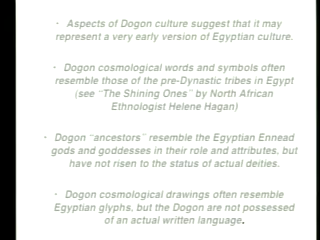 · Aspects of Dogon culture suggest that it may
represent a very early version of Egyptian culture.
· Dogon cosmological words and symbols often
resemble those of the pre-Dynastic tribes in Egypt
(see "The Shining Ones" by North African
Ethnologist Helene Hagan)
· Dogon "ancestors" resemble the Egyptian Ennead
gods and goddesses in their role and attributes, but
have not risen to the status of actual deities.
· Dogon cosmological drawings often resemble
Egyptian glyphs, but the Dogon are not possessed
of an actual written language.